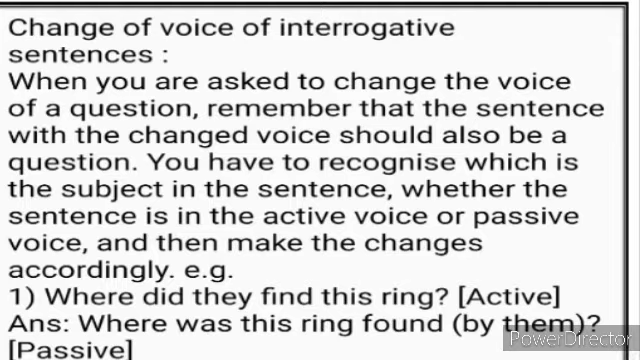 Change of voice of interrogative
sentences :
When you are asked to change the voice
of a question, remember that the sentence
with the changed voice should also be a
question. You have to recognise which is
the subject in the sentence, whether the
sentence is in the active voice or passive
voice, and then make the changes
accordingly. e.g.
1) Where did they find this ring? [Active]
Ans: Where was this ring found (by them)?
[Passive]
PowerDirector